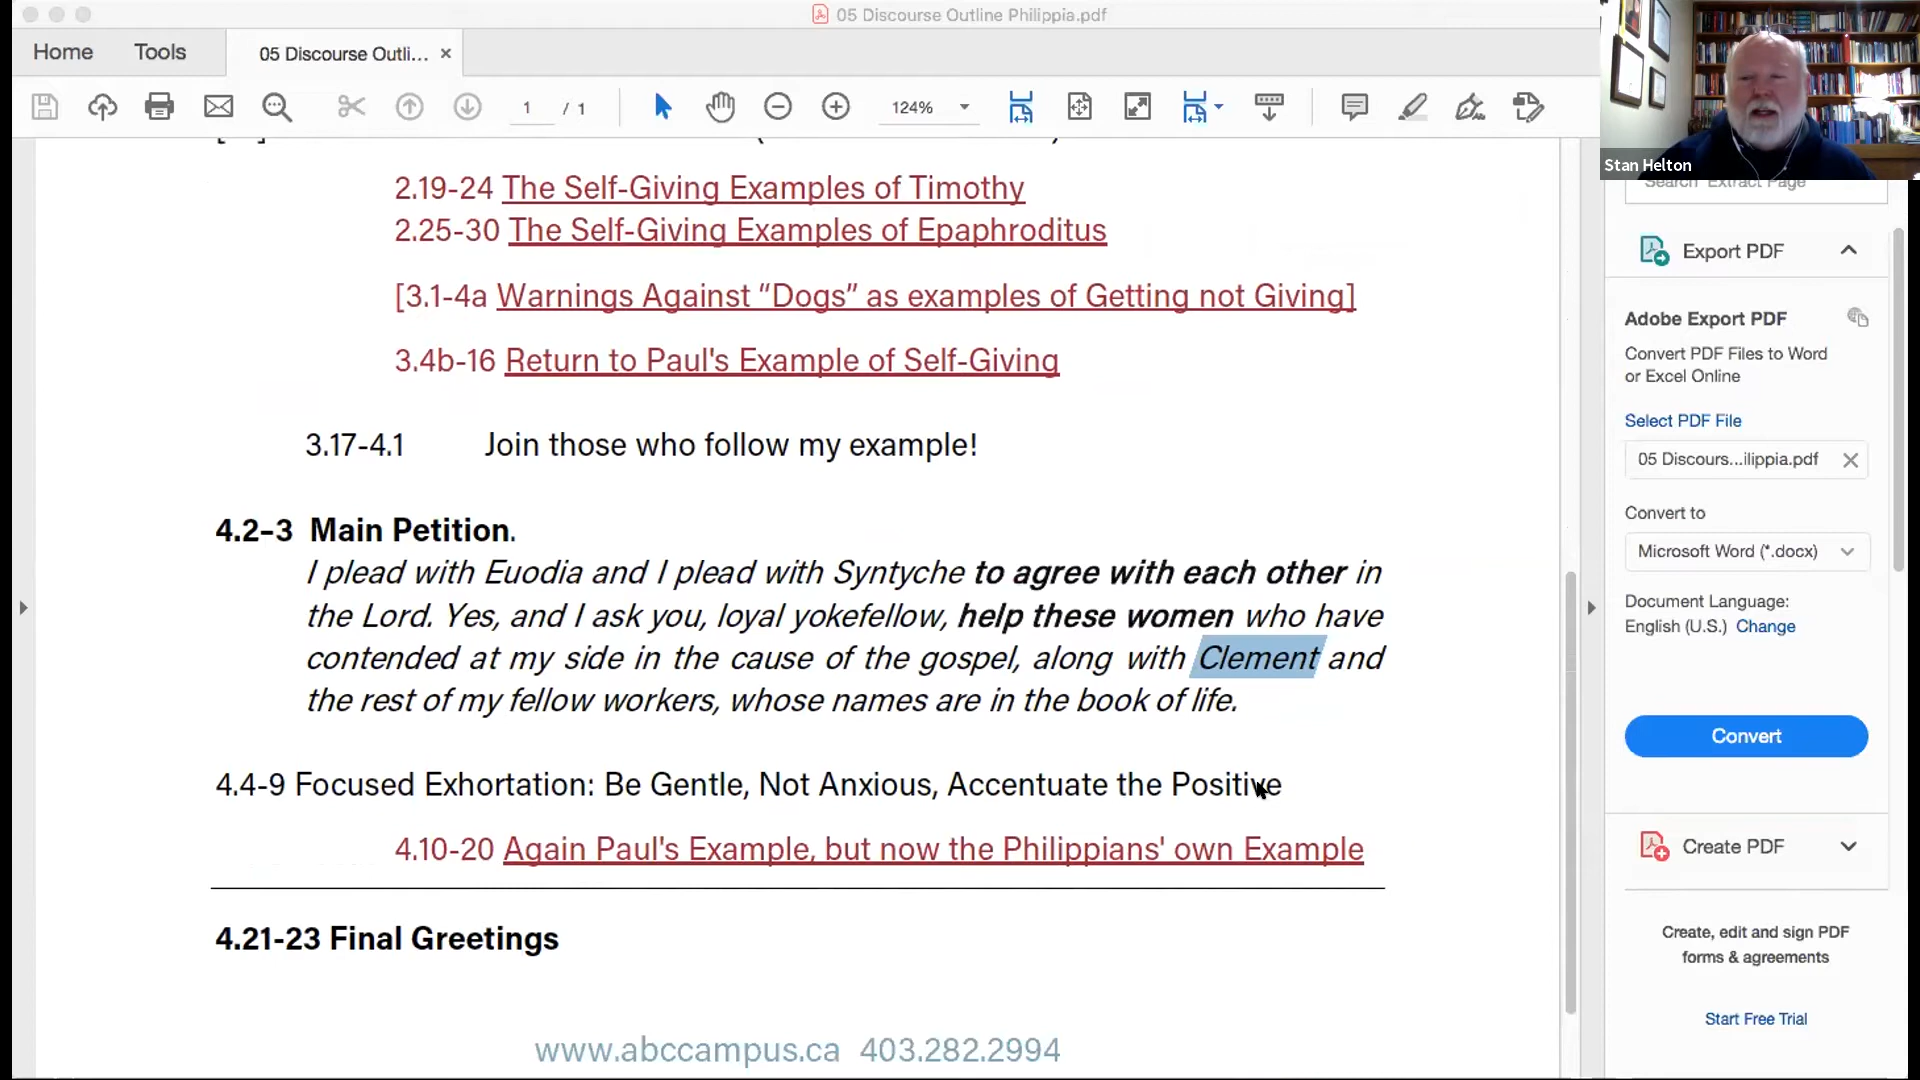 05 Discourse Outline Philippia.pdf
Home
Tools
05 Discourse Outli...
1 / 1
124%
Stan Helton
2.19-24 The Self-Giving Examples of Timothy
2.25-30 The Self-Giving Examples of Epaphroditus
[3.1-4a Warnings Against “Dogs” as examples of Getting not Giving]
3.4b-16 Return to Paul's Example of Self-Giving
3.17-4.1 Join those who follow my example!
4.2–3 Main Petition.
I plead with Euodia and I plead with Syntyche to agree with each other in
the Lord. Yes, and I ask you, loyal yokefellow, help these women who have
contended at my side in the cause of the gospel, along with Clement and
the rest of my fellow workers, whose names are in the book of life.
4.4-9 Focused Exhortation: Be Gentle, Not Anxious, Accentuate the Positive
4.10-20 Again Paul's Example, but now the Philippians' own Example
4.21-23 Final Greetings
www.abccampus.ca 403.282.2994
Search 'Extract Page'
Export PDF
Adobe Export PDF
Convert PDF Files to Word
or Excel Online
Select PDF File
05 Discours...ilippia.pdf
Convert to
Microsoft Word (*.docx)
Document Language:
English (U.S.) Change
Convert
Create PDF
Create, edit and sign PDF
forms & agreements
Start Free Trial